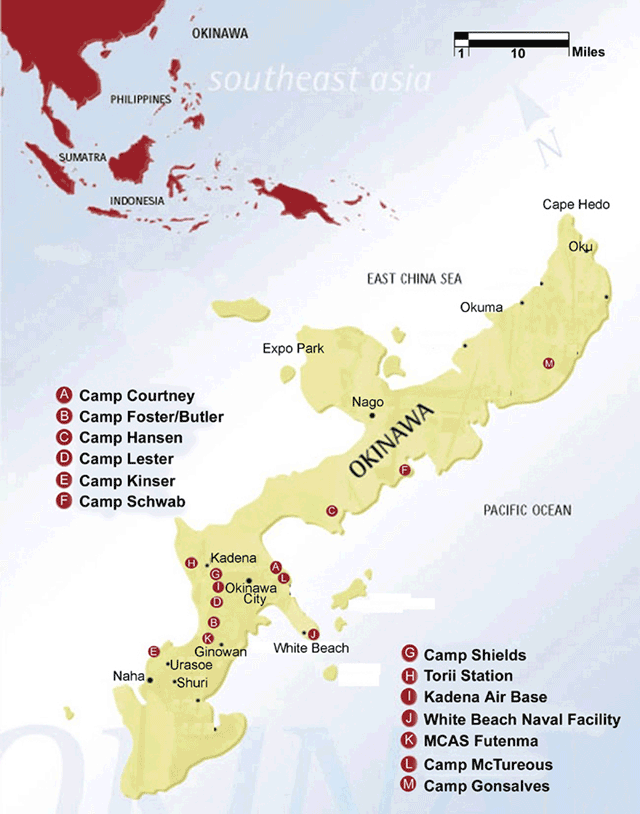 OKINAWA
1 10 Miles
southeast asia
PHILIPPINES
N
SUMATRA
INDONESIA
Cape Hedo
Oku
EAST CHINA SEA
Okuma
Expo Park
M
A Camp Courtney
B Camp Foster/Butler
C Camp Hansen
D Camp Lester
E Camp Kinser
F Camp Schwab
Nago
OKINAWA
F
C
PACIFIC OCEAN
H
Kadena
G
A
L
I
Okinawa
City
D
B
K
J
Ginowan
White Beach
E
Urasoe
Naha
Shuri
G Camp Shields
H Torii Station
I Kadena Air Base
J White Beach Naval Facility
K MCAS Futenma
L Camp McTureous
M Camp Gonsalves